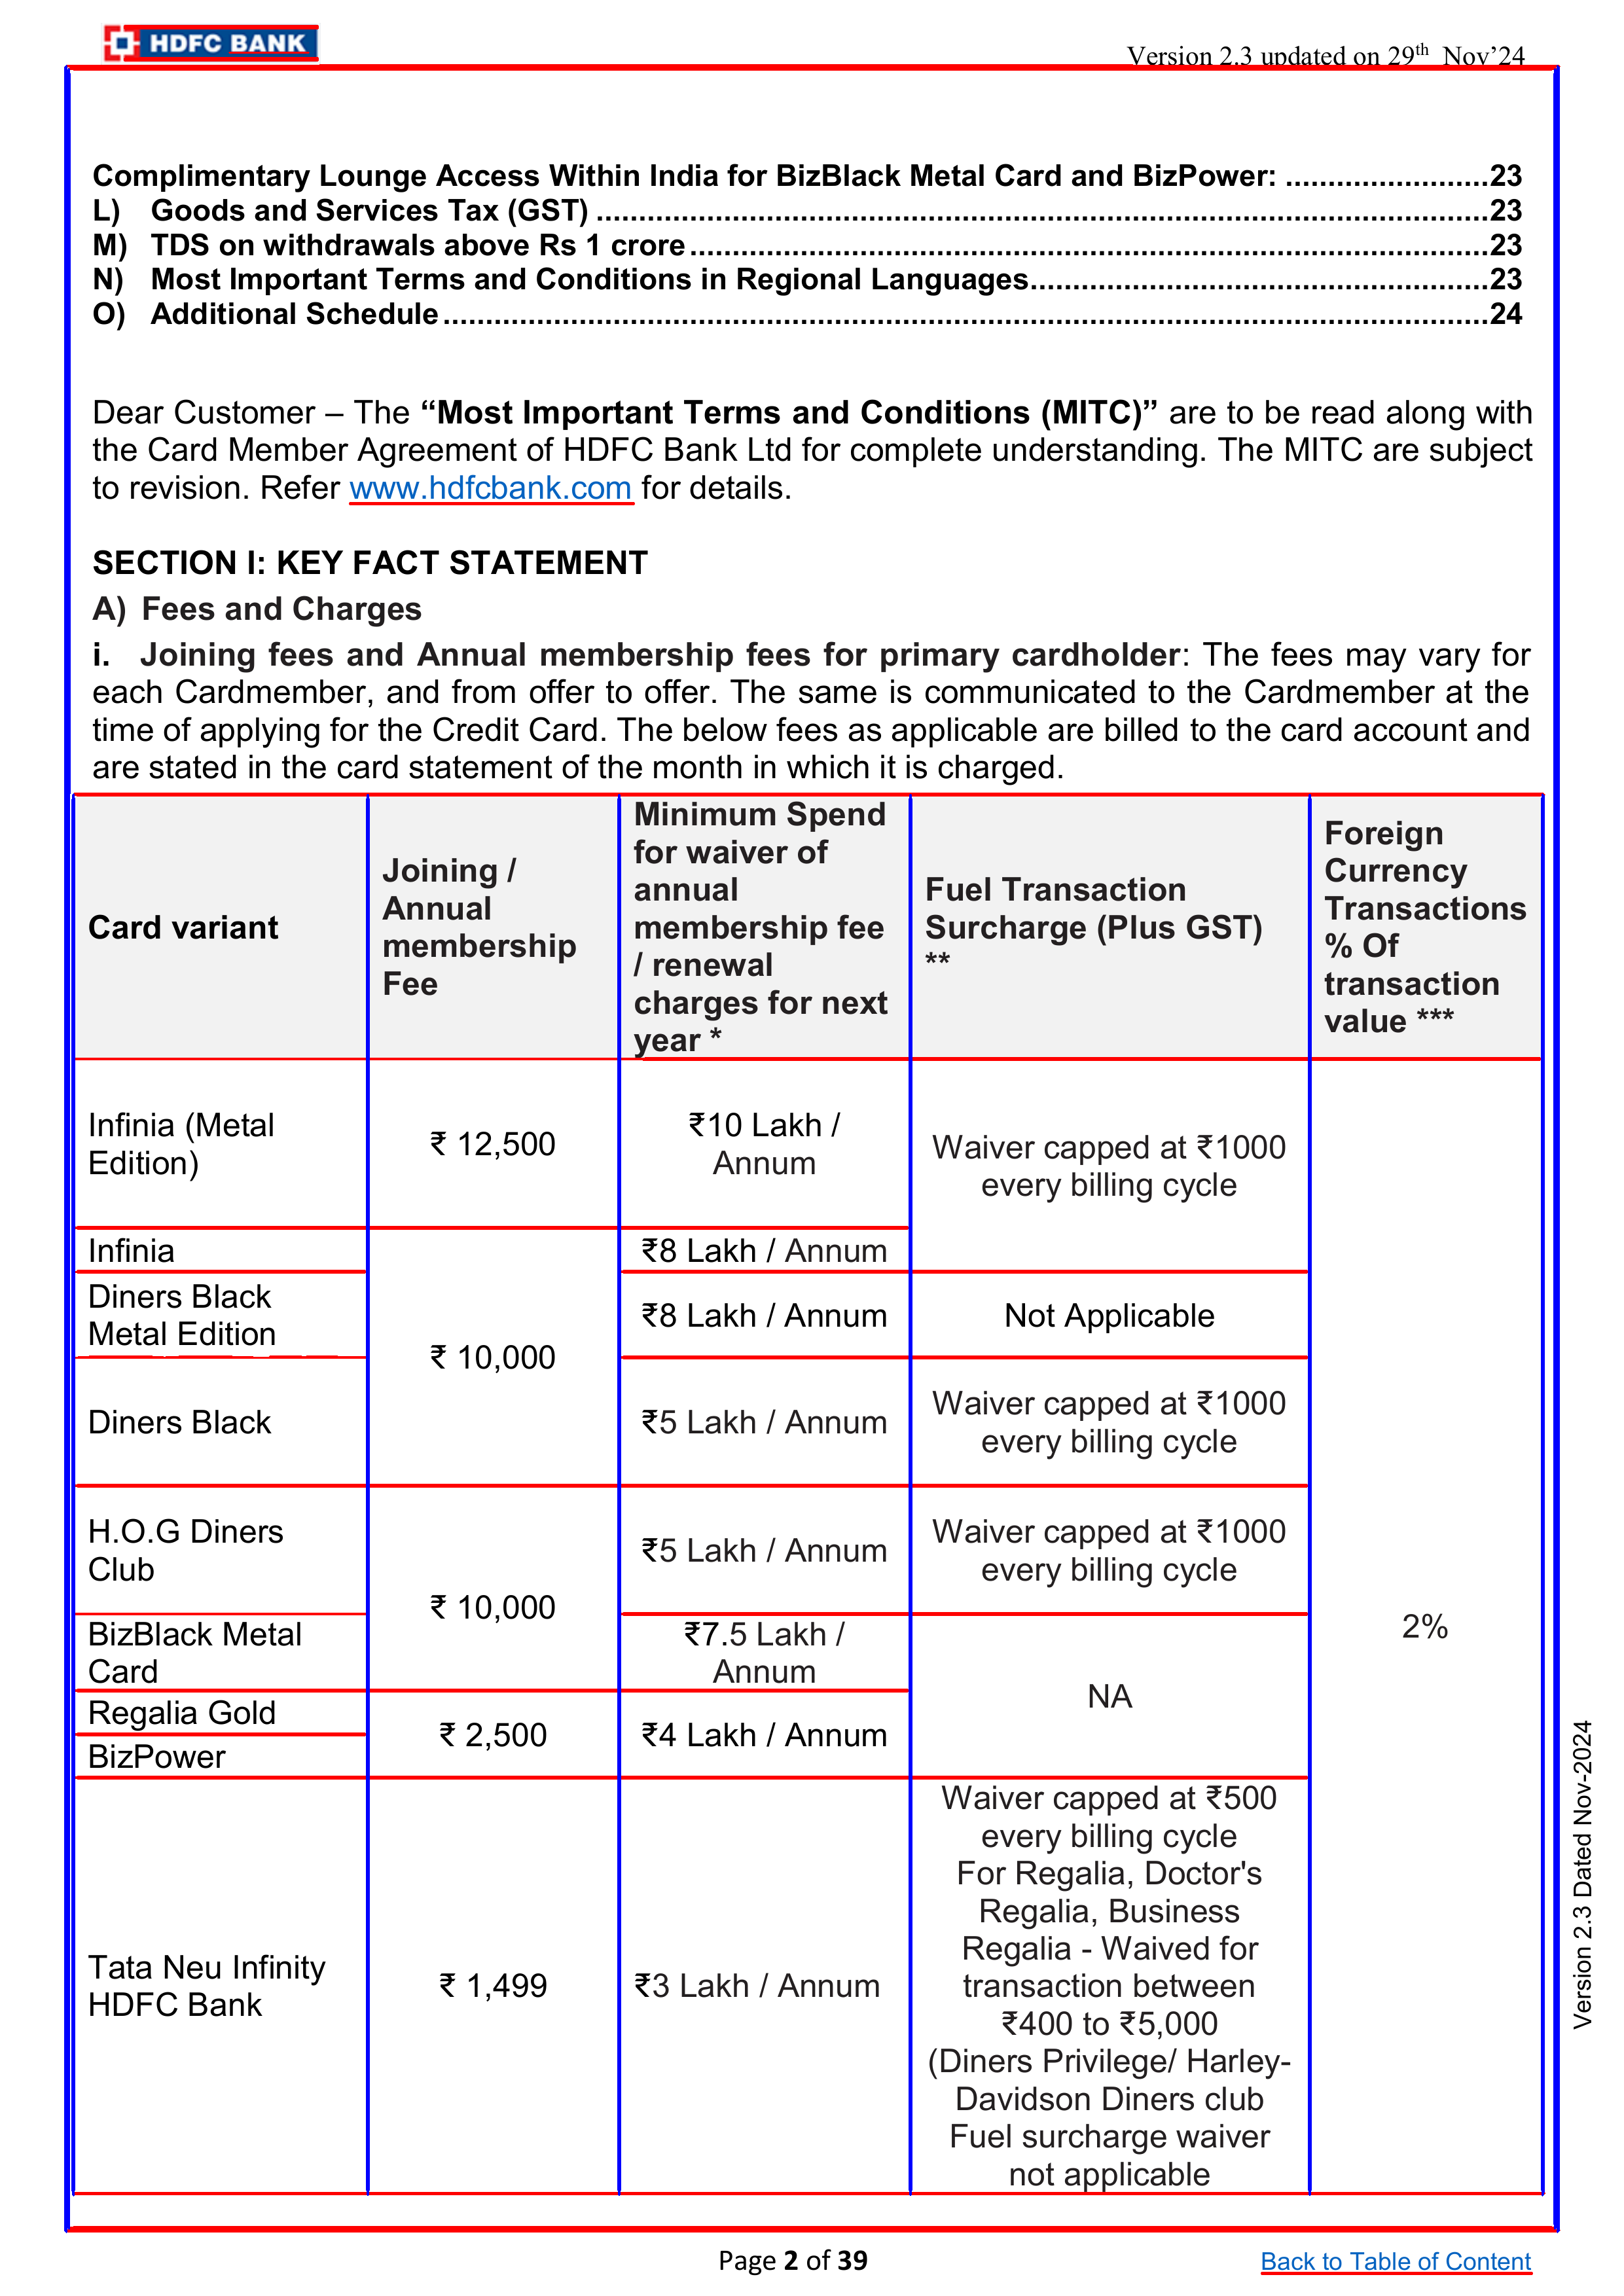 HDFC BANK
Version 2.3 updated on 29th Nov’24
Complimentary Lounge Access Within India for BizBlack Metal Card and BizPower: ........................23
L) Goods and Services Tax (GST) ..........................................................................................................23
M) TDS on withdrawals above Rs 1 crore...............................................................................................23
N) Most Important Terms and Conditions in Regional Languages.......................................................23
O) Additional Schedule.............................................................................................................................24
Dear Customer – The “Most Important Terms and Conditions (MITC)” are to be read along with
the Card Member Agreement of HDFC Bank Ltd for complete understanding. The MITC are subject
to revision. Refer www.hdfcbank.com for details.
SECTION I: KEY FACT STATEMENT
A) Fees and Charges
i. Joining fees and Annual membership fees for primary cardholder: The fees may vary for
each Cardmember, and from offer to offer. The same is communicated to the Cardmember at the
time of applying for the Credit Card. The below fees as applicable are billed to the card account and
are stated in the card statement of the month in which it is charged.
Card variant
Joining /
Annual
membership
Fee
Minimum Spend
for waiver of
annual
membership fee
/ renewal
charges for next
year *
Fuel Transaction
Surcharge (Plus GST)
**
Foreign
Currency
Transactions
% Of
transaction
value ***
Infinia (Metal
Edition)
₹ 12,500
₹10 Lakh /
Annum
Waiver capped at ₹1000
every billing cycle
Infinia
₹8 Lakh / Annum
Diners Black
Metal Edition
₹ 10,000
₹8 Lakh / Annum
Not Applicable
Diners Black
₹5 Lakh / Annum
Waiver capped at ₹1000
every billing cycle
H.O.G Diners
Club
₹ 10,000
₹5 Lakh / Annum
Waiver capped at ₹1000
every billing cycle
2%
BizBlack Metal
Card
₹7.5 Lakh /
Annum
NA
Regalia Gold
₹ 2,500
₹4 Lakh / Annum
BizPower
Tata Neu Infinity
HDFC Bank
₹ 1,499
₹3 Lakh / Annum
Waiver capped at ₹500
every billing cycle
For Regalia, Doctor's
Regalia, Business
Regalia - Waived for
transaction between
₹400 to ₹5,000
(Diners Privilege/ Harley-
Davidson Diners club
Fuel surcharge waiver
not applicable
Version 2.3 Dated Nov-2024
Page 2 of 39
Back to Table of Content